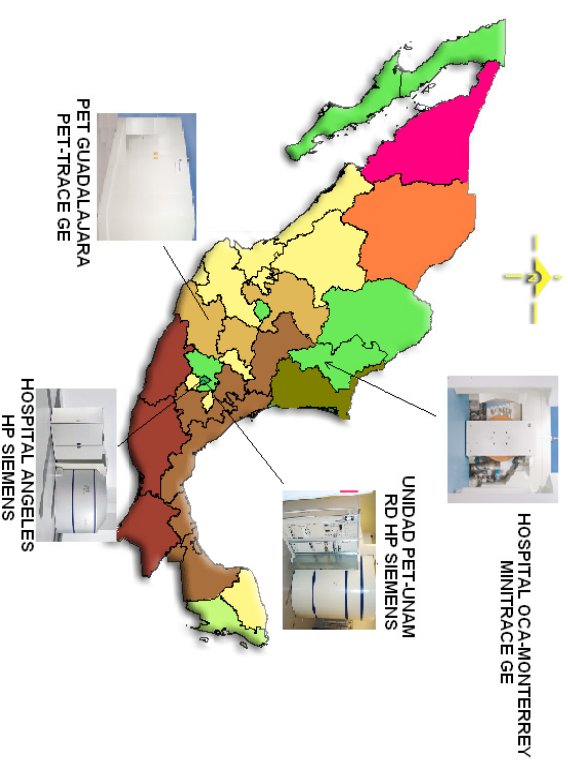 N
HOSPITAL OCA-MONTERREY
MINITRACE GE
UNIDAD PET-UNAM
RD HP SIEMENS
PET GUADALAJARA
PET-TRACE GE
HOSPITAL ANGELES
HP SIEMENS